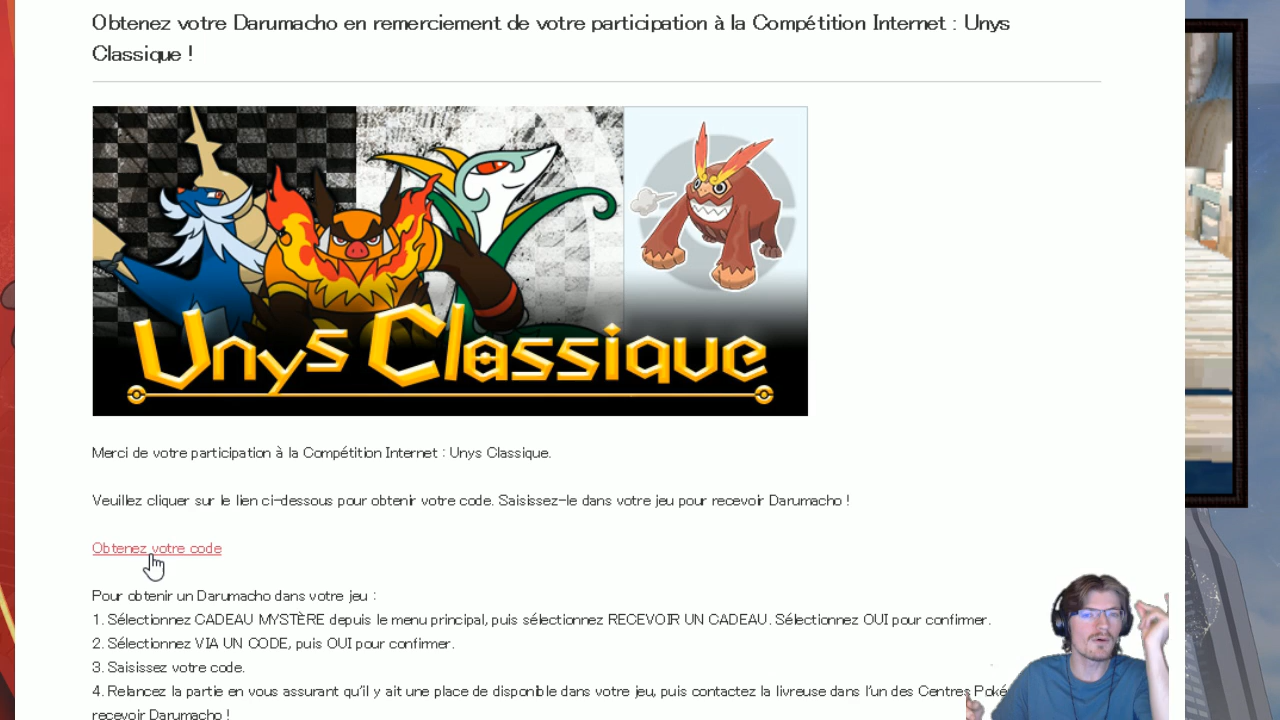 Obtenez votre Darumacho en remerciement de votre participation à la Compétition Internet : Unys
Classique !
Unys Classique
Merci de votre participation à la Compétition Internet : Unys Classique.
Veuillez cliquer sur le lien ci-dessous pour obtenir votre code. Saisissez-le dans votre jeu pour recevoir Darumacho !
Obtenez votre code
Pour obtenir un Darumacho dans votre jeu :
1. Sélectionnez CADEAU MYSTÈRE depuis le menu principal, puis sélectionnez RECEVOIR UN CADEAU. Sélectionnez OUI pour confirmer.
2. Sélectionnez VIA UN CODE, puis OUI pour confirmer.
3. Saisissez votre code.
4. Relancez la partie en vous assurant qu'il y ait une place de disponible dans votre jeu, puis contactez la livreuse dans l'un des Centres Poké
recevoir Darumacho !